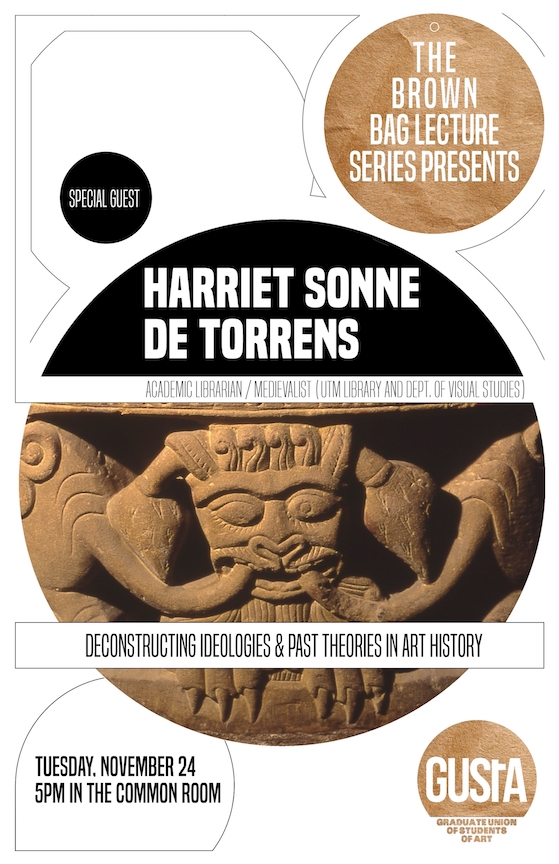 THE
BROWN
BAG LECTURE
SERIES PRESENTS
SPECIAL GUEST
HARRIET SONNE
DE TORRENS
ACADEMIC LIBRARIAN / MEDIEVALIST (UTM LIBRARY AND DEPT. OF VISUAL STUDIES)
DECONSTRUCTING IDEOLOGIES & PAST THEORIES IN ART HISTORY
TUESDAY, NOVEMBER 24
5PM IN THE COMMON ROOM
GUStA
GRADUATE UNION
OF STUDENTS
OF ART